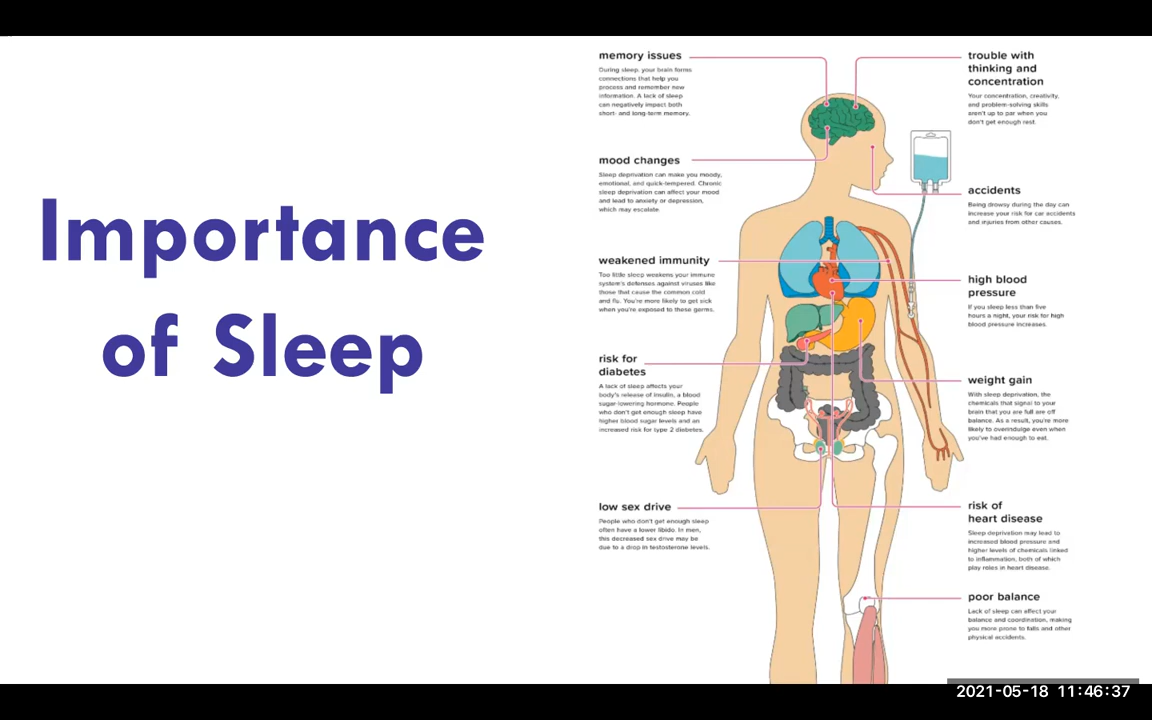 Importance
of Sleep
memory issues
During sleep, your brain forms
connections that help you
process and remember new
information. A lack of sleep
can negatively impact both
short- and long-term memory.
mood changes
Sleep deprivation can make you moody,
emotional, and quick-tempered. Chronic
sleep deprivation can affect your mood
and lead to anxiety or depression,
which may escalate
weakened immunity
Too little sleep weakens your immune
system's defenses against viruses like
those that cause the common cold
and flu. You're more likely to get sick
when you're exposed to these germs.
risk for
diabetes
A lack of sleep affects your
body's release of insulin, a blood
sugar lowering hormone. People
who don't get enough sleep have
higher blood sugar levels and an
increased risk for type 2 diabetes.
low sex drive
People who don't get enough sleep
often have a lower libido. In men,
this decreased sex drive may be
due to a drop in testosterone levels.
trouble with
thinking and
concentration
Your concentration, creativity,
and problem-solving skills
aren't up to par when you
don't get enough rest.
accidents
Being drowsy during the day can
increase your risk for car accidents
and injuries from other causes.
high blood
pressure
If you sleep less than five
hours a night, your risk for high
blood pressure increases.
weight gain
With sleep deprivation, the
chemicals that signal to your
brain that you are full are off
balance. As a result, you're more
likely to overindulge even when
you've had enough to eat.
risk of
heart disease
Sleep deprivation may lead to
increased blood pressure and
higher levels of chemicals linked
to inflammation, both of which
play roles in heart disease.
poor balance
Lack of sleep can affect your
balance and coordination, making
you more prone to falls and other
physical accidents.
2021-05-18 11:46:37